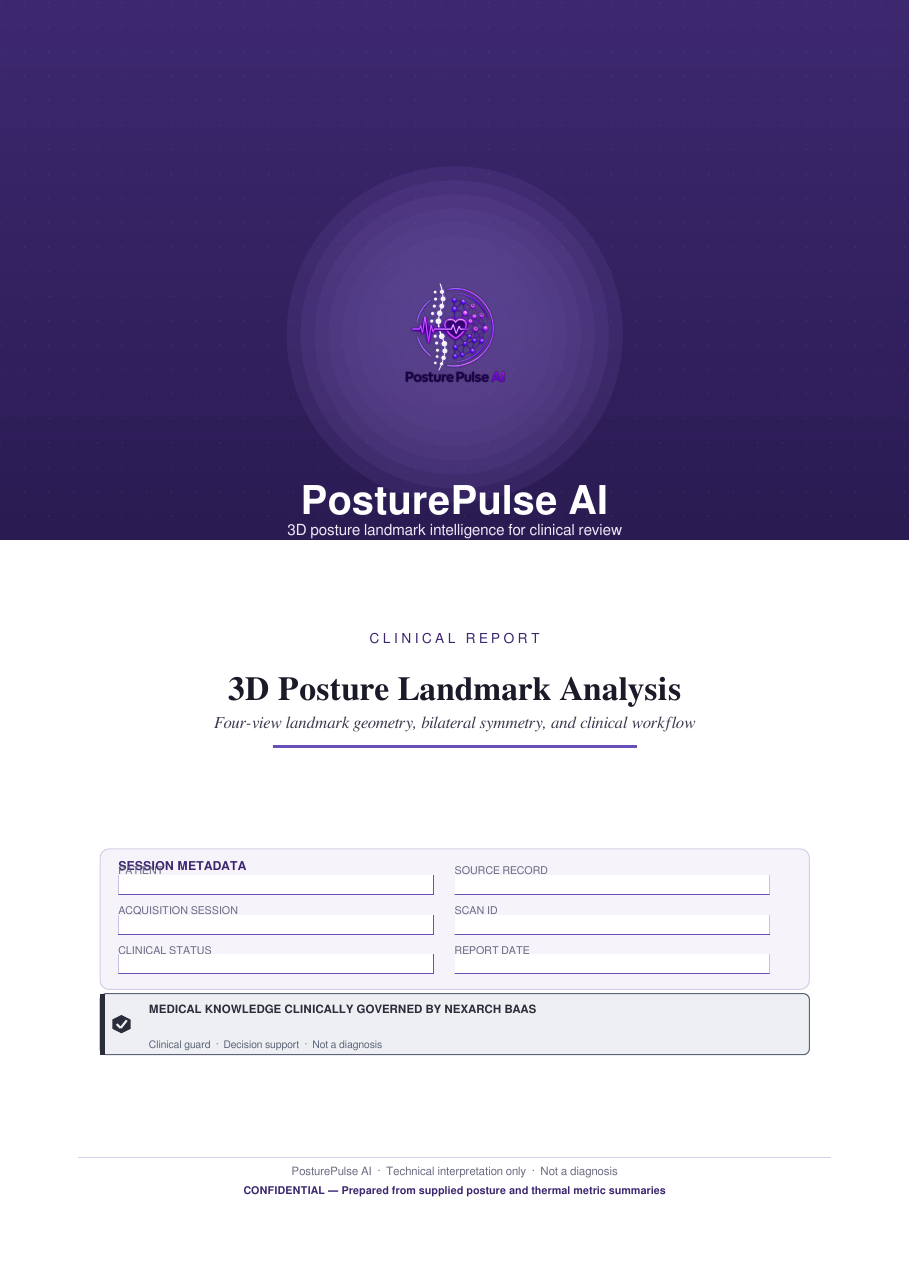 Posture Pulse AI
PosturePulse AI
3D posture landmark intelligence for clinical review
CLINICAL REPORT
3D Posture Landmark Analysis
Four-view landmark geometry, bilateral symmetry, and clinical workflow
SESSION METADATA
PATIENT
SOURCE RECORD
ACQUISITION SESSION
SCAN ID
CLINICAL STATUS
REPORT DATE
MEDICAL KNOWLEDGE CLINICALLY GOVERNED BY NEXARCH BAAS
Clinical guard · Decision support · Not a diagnosis
PosturePulse AI · Technical interpretation only · Not a diagnosis
CONFIDENTIAL — Prepared from supplied posture and thermal metric summaries